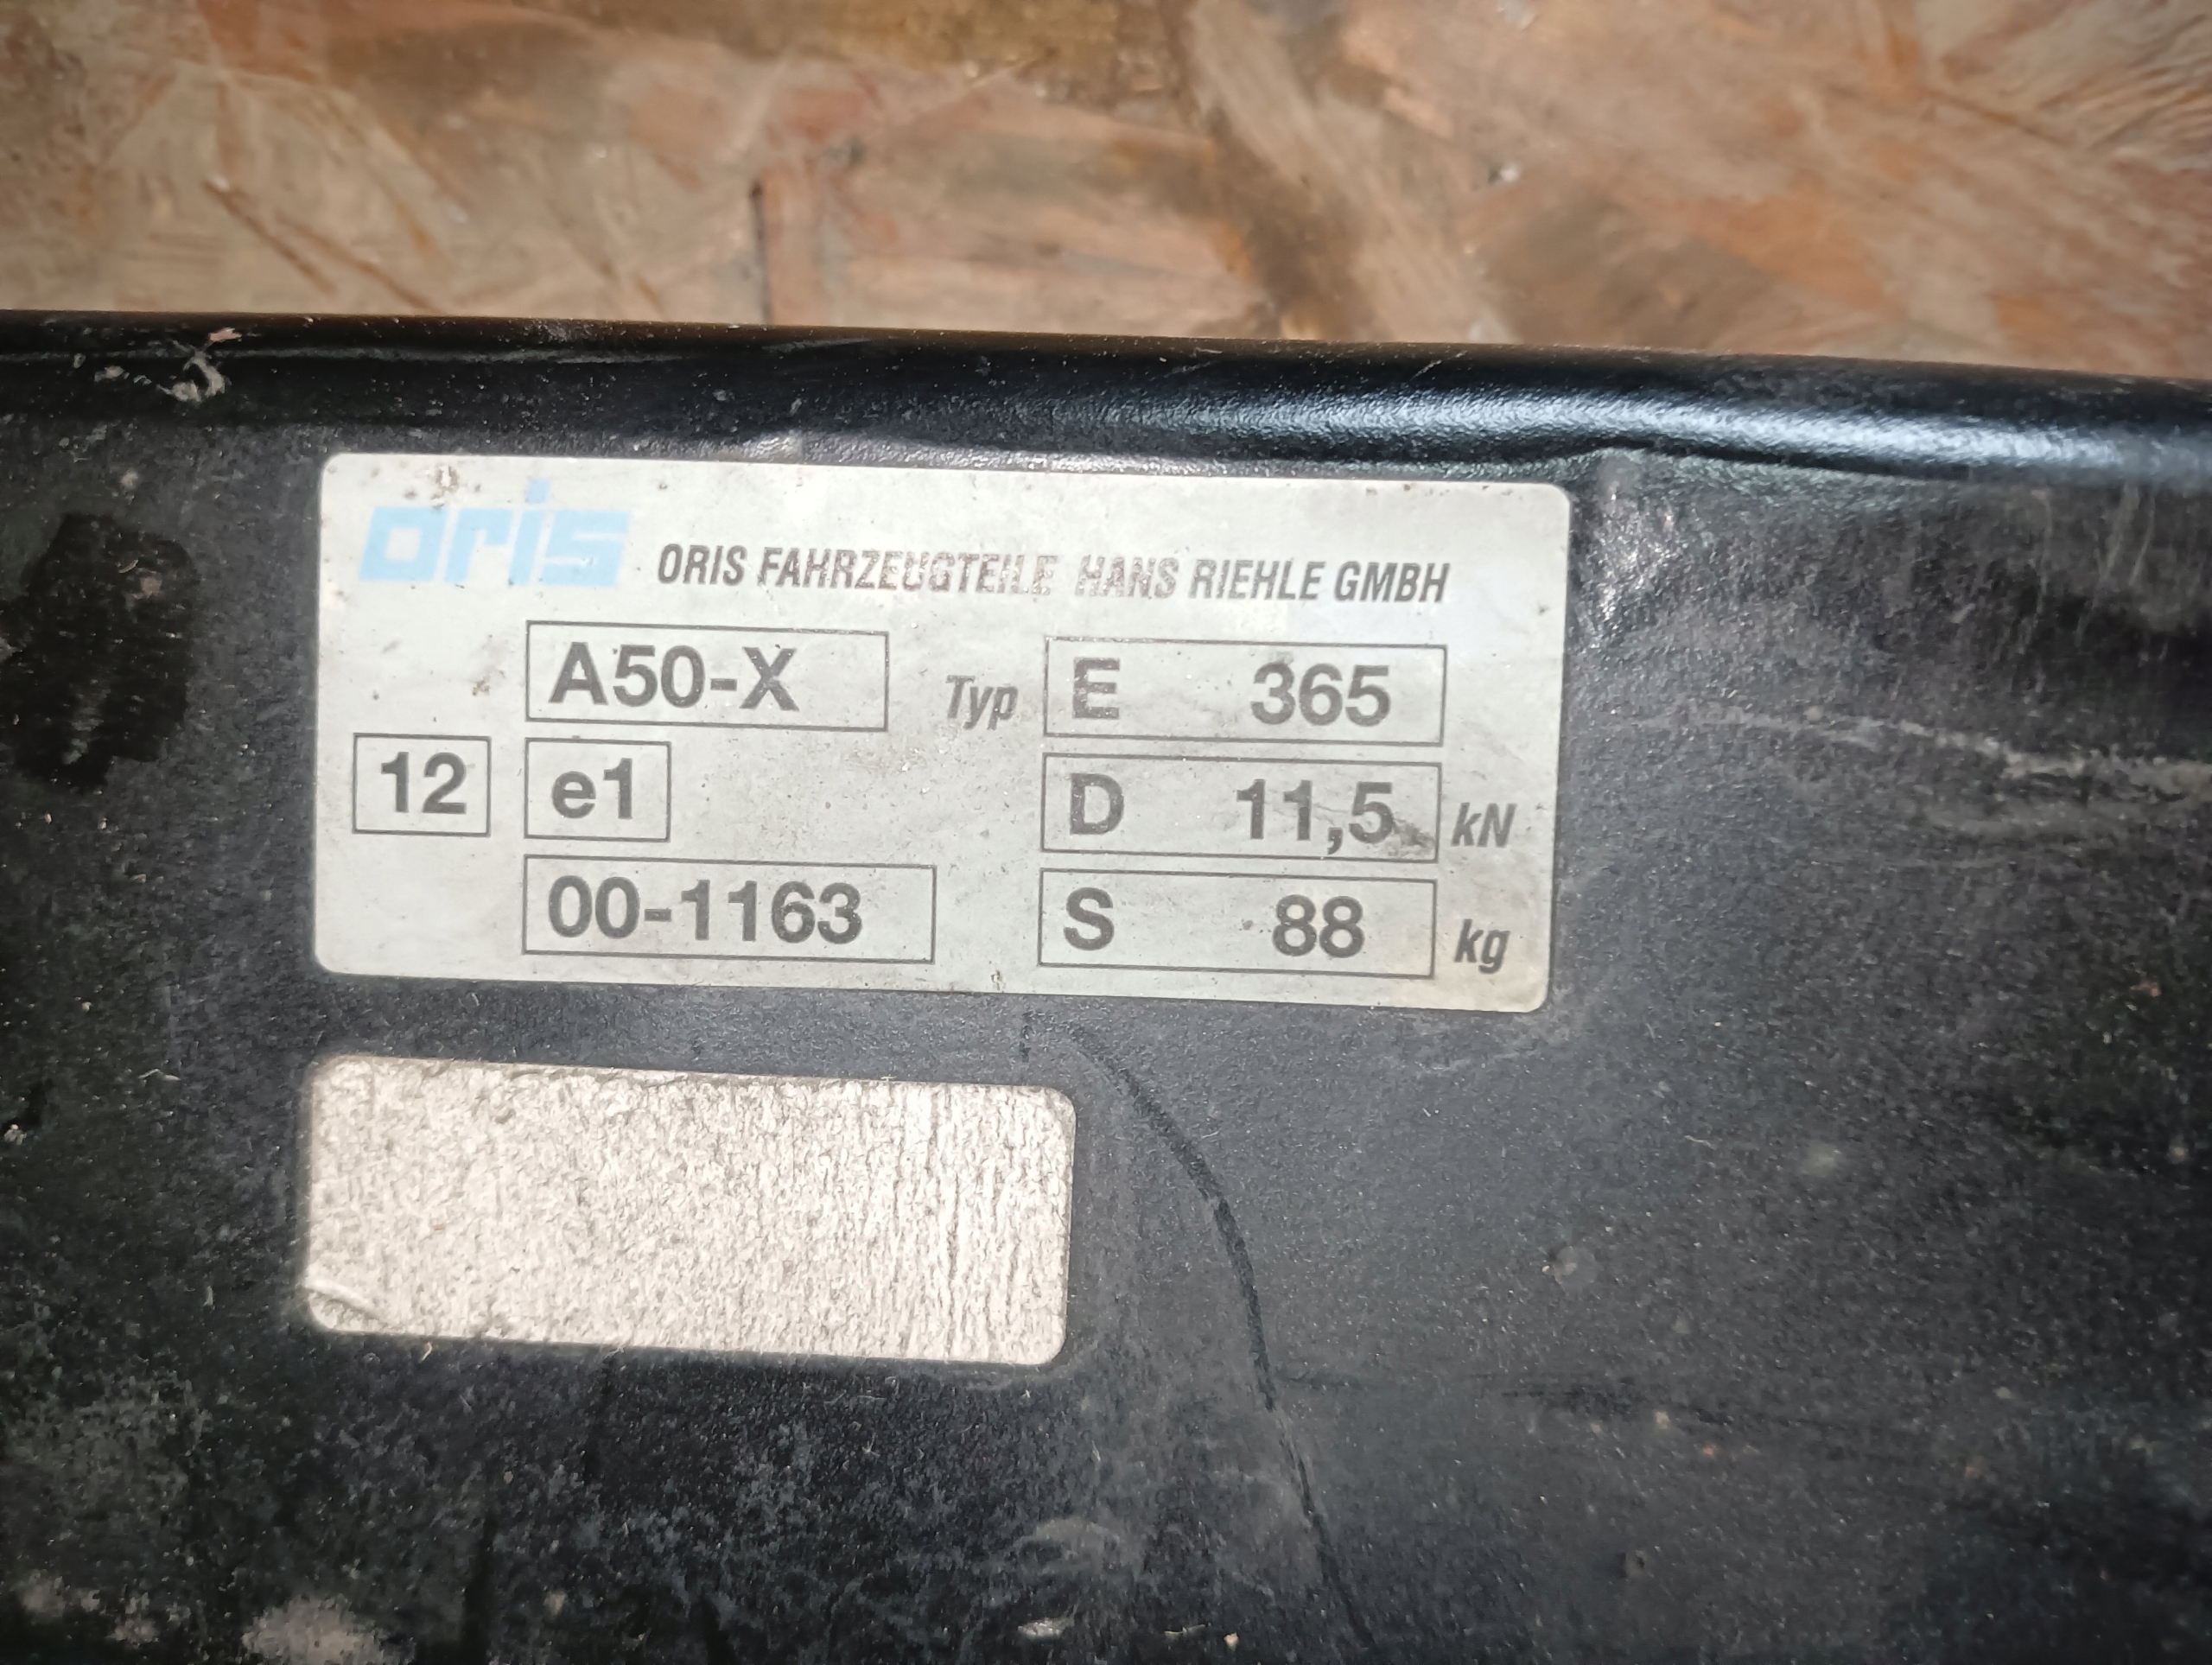 oris ORIS FAHRZEUGTEILE HANS RIEHLE GMBH
A50-X Typ E 365
12 e1 D 11,5 kN
00-1163 S 88 kg